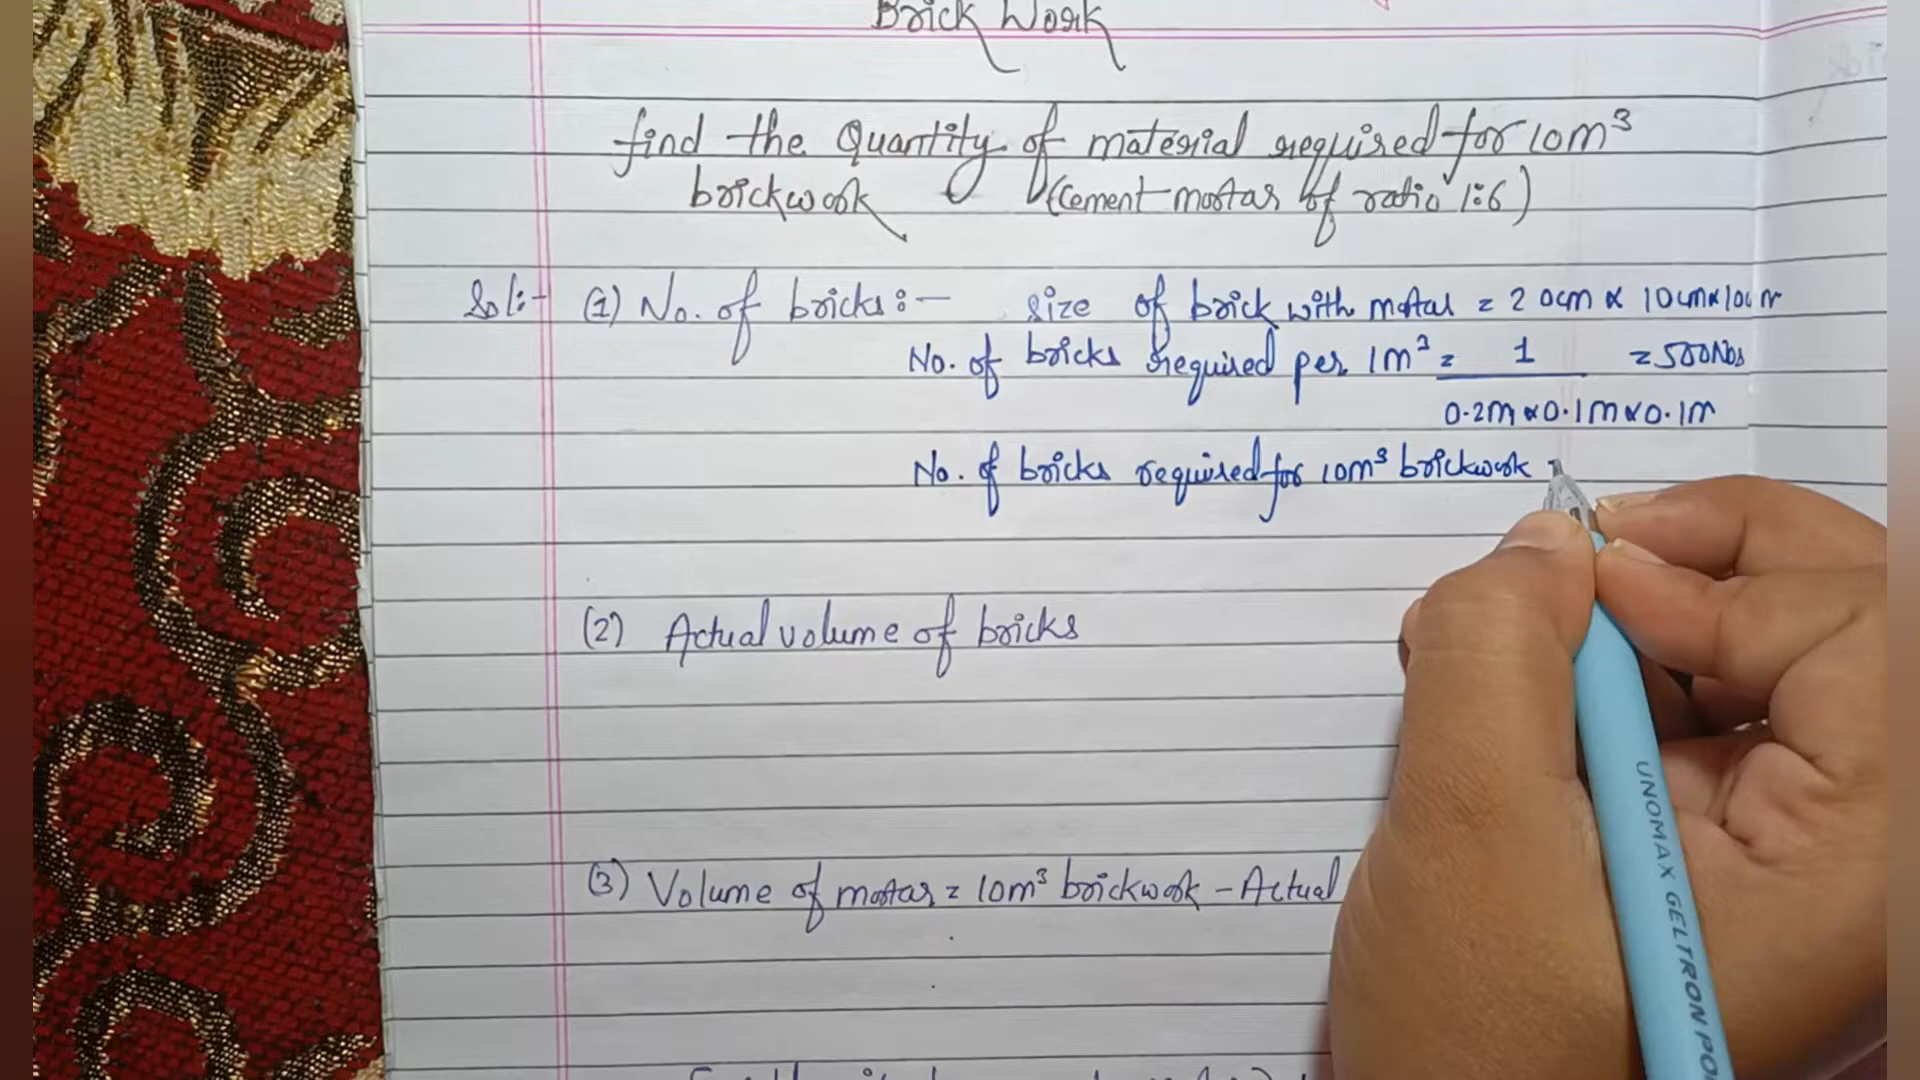 Brick Work
find the Quantity of material required for 10m³
brickwork (Cement mortar of ratio 1:6)
Sol:- (1) No. of bricks:- size of brick with mortar = 20cm x 10cm x 10cm
No. of bricks required per 1m³ = 1 = 500Nos
0.2m x 0.1m x 0.1m
No. of bricks required for 10m³ brickwork
(2) Actual volume of bricks
(3) Volume of mortar = 10m³ brickwork - Actual
UNOMAX GELTRON